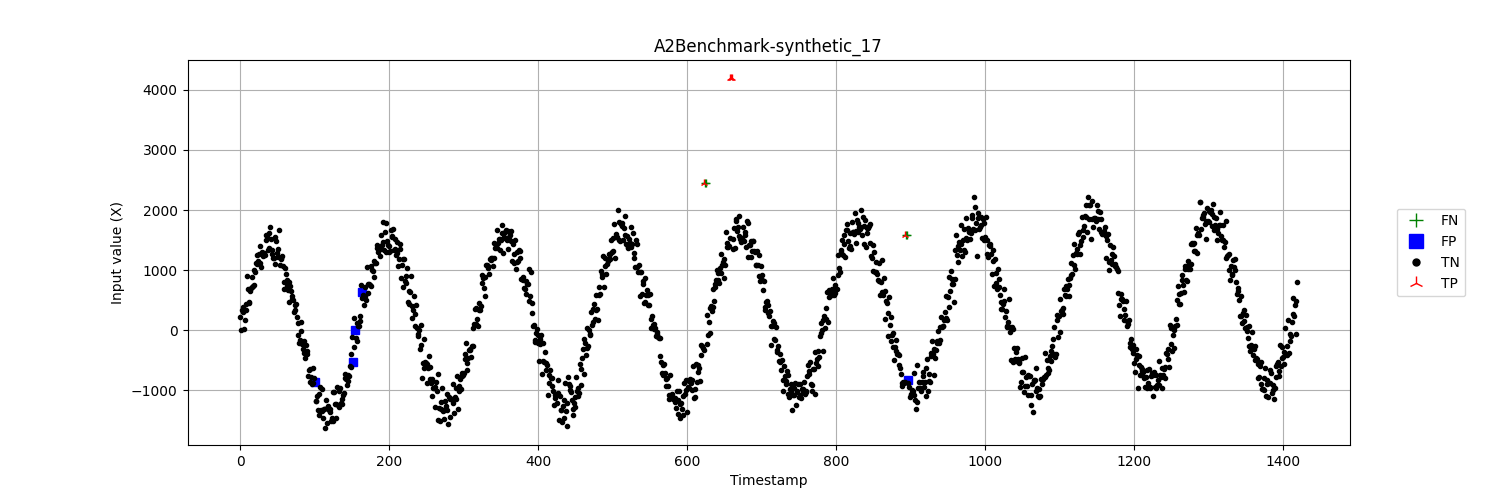 A2Benchmark-synthetic_17
4000
3000
2000
1000
0
−1000
Input value (X)
0 200 400 600 800 1000 1200 1400
Timestamp
FN
FP
TN
TP